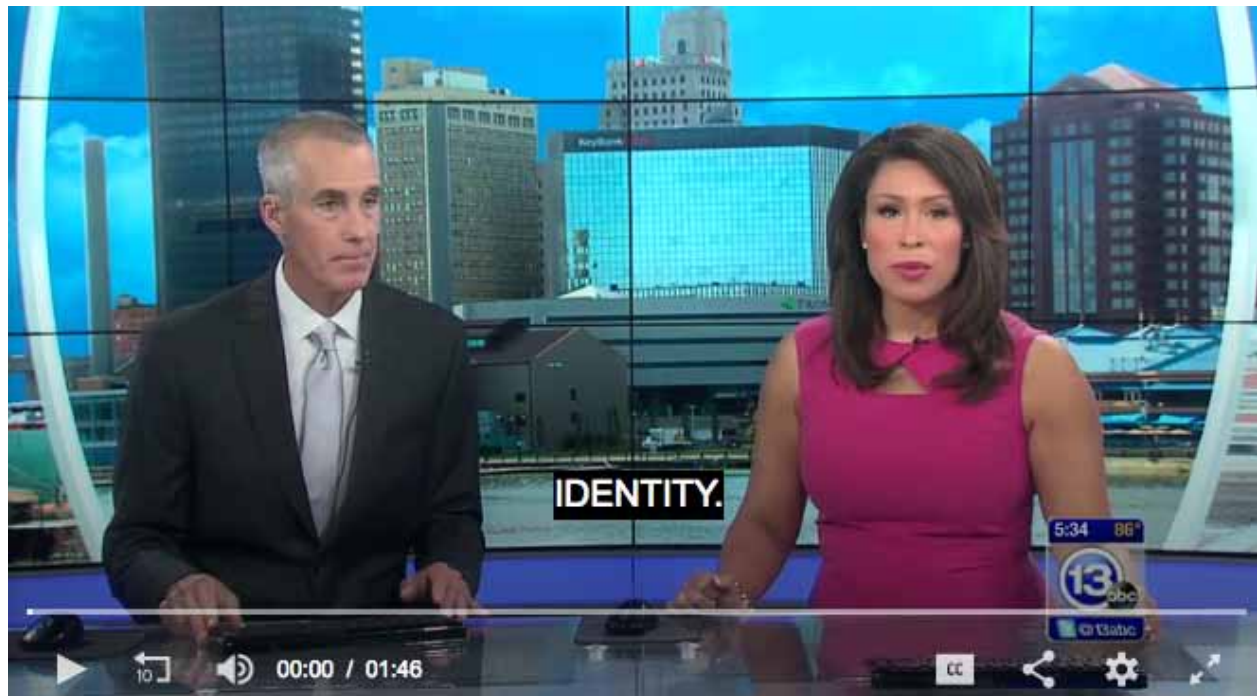 KeyBank
IDENTITY.
5:34 86°
13
abc
@13abc
10
00:00 / 01:46
CC